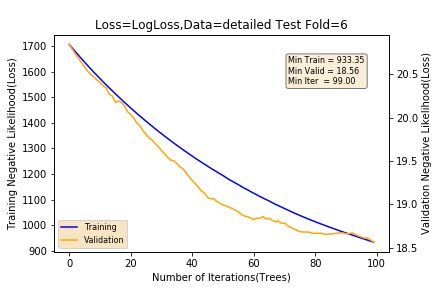 Loss=LogLoss,Data=detailed Test Fold=6
Training Negative Likelihood(Loss)
1700
1600
1500
1400
1300
1200
1100
1000
900
Min Train = 933.35
Min Valid = 18.56
Min Iter = 99.00
Training
Validation
20.5
20.0
19.5
19.0
18.5
Validation Negative Likelihood(Loss)
0 20 40 60 80 100
Number of Iterations(Trees)